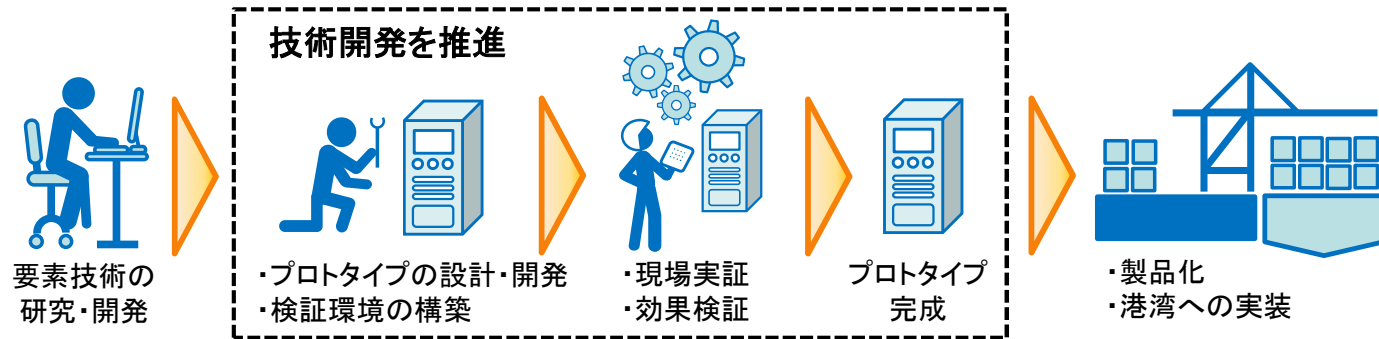 技術開発を推進
要素技術の
研究・開発
・プロトタイプの設計・開発
・検証環境の構築
・現場実証
・効果検証
プロトタイプ
完成
・製品化
・港湾への実装